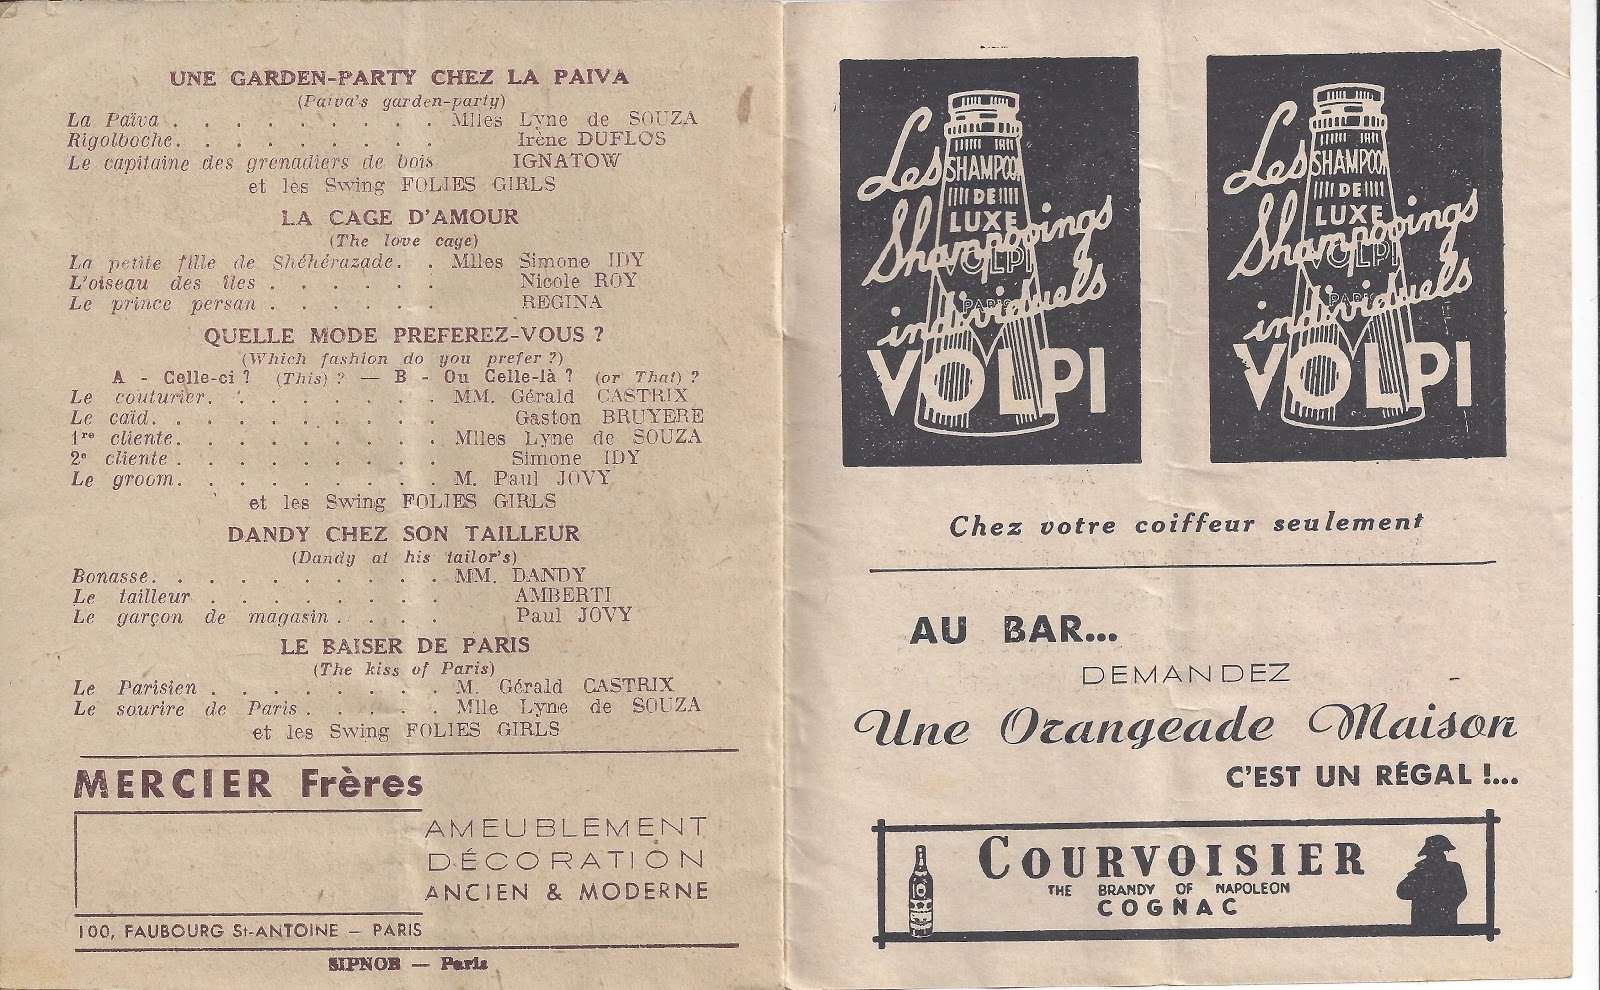 UNE GARDEN-PARTY CHEZ LA PAIVA
(Païva's garden-party)
La Païva . . . . . . . . . . Mlles Lyne de SOUZA
Rigolboche. . . . . . . . . Irène DUFLOS
Le capitaine des grenadiers de bois IGNATOW
et les Swing FOLIES GIRLS
LA CAGE D'AMOUR
(The love cage)
La petite fille de Shéhérazade. . Mlles Simone IDY
L'oiseau des îles . . . . . . Nicole ROY
Le prince persan . . . . . . REGINA
QUELLE MODE PREFEREZ-VOUS ?
(Which fashion do you prefer ?)
A - Celle-ci ? (This) ? — B - Ou Celle-là ? (or That) ?
Le couturier. . . . . . . . MM. Gérald CASTRIX
Le caïd. . . . . . . . . . Gaston BRUYERE
1re cliente. . . . . . . . . Mlles Lyne de SOUZA
2e cliente . . . . . . . . . Simone IDY
Le groom. . . . . . . . . M. Paul JOVY
et les Swing FOLIES GIRLS
DANDY CHEZ SON TAILLEUR
(Dandy at his tailor's)
Bonasse. . . . . . . . . . MM. DANDY
Le tailleur . . . . . . . . AMBERTI
Le garçon de magasin . . . . Paul JOVY
LE BAISER DE PARIS
(The kiss of Paris)
Le Parisien . . . . . . . . . M. Gérald CASTRIX
Le sourire de Paris . . . . . Mlle Lyne de SOUZA
et les Swing FOLIES GIRLS
MERCIER Frères
AMEUBLEMENT
DÉCORATION
ANCIEN & MODERNE
100, FAUBOURG St-ANTOINE — PARIS
SIPNOB — Paris
Les
SHAMPOOI
DE
LUXE
Shampooings
VOLPI
PARIS
individuels
VOLPI
Les
SHAMPOOI
DE
LUXE
Shampooings
VOLPI
PARIS
individuels
VOLPI
Chez votre coiffeur seulement
AU BAR...
DEMANDEZ
Une Orangeade Maison
C'EST UN RÉGAL !...
COURVOISIER
THE BRANDY OF NAPOLEON
COGNAC